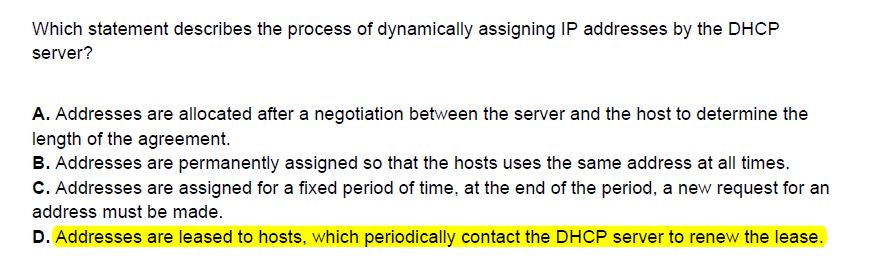 Which statement describes the process of dynamically assigning IP addresses by the DHCP
server?
A. Addresses are allocated after a negotiation between the server and the host to determine the
length of the agreement.
B. Addresses are permanently assigned so that the hosts uses the same address at all times.
C. Addresses are assigned for a fixed period of time, at the end of the period, a new request for an
address must be made.
D. Addresses are leased to hosts, which periodically contact the DHCP server to renew the lease.